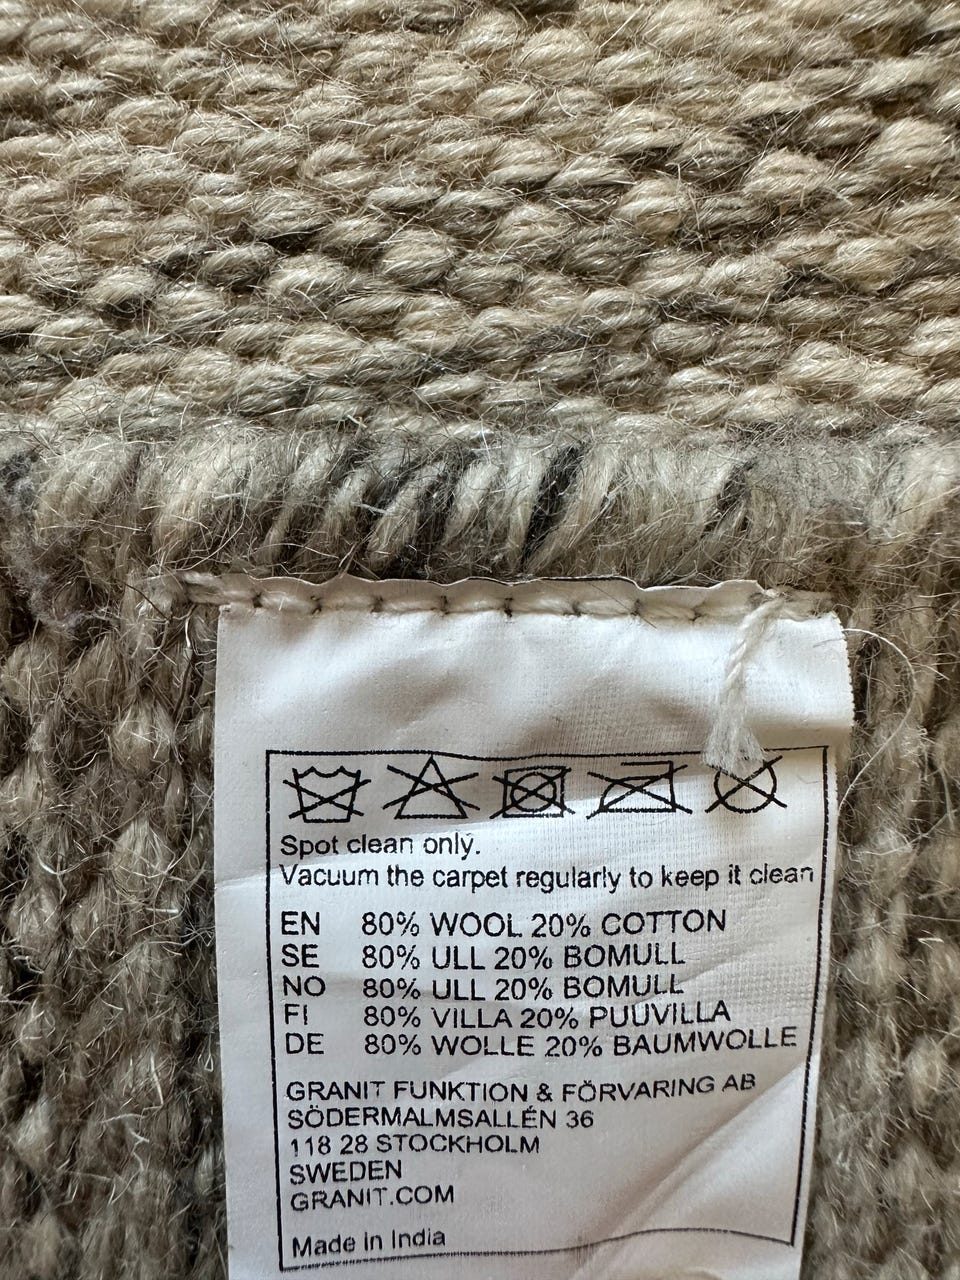 Spot clean only.
Vacuum the carpet regularly to keep it clean
EN 80% WOOL 20% COTTON
SE 80% ULL 20% BOMULL
NO 80% ULL 20% BOMULL
FI 80% VILLA 20% PUUVILLA
DE 80% WOLLE 20% BAUMWOLLE
GRANIT FUNKTION & FÖRVARING AB
SÖDERMALMSALLÉN 36
118 28 STOCKHOLM
SWEDEN
GRANIT.COM
Made in India